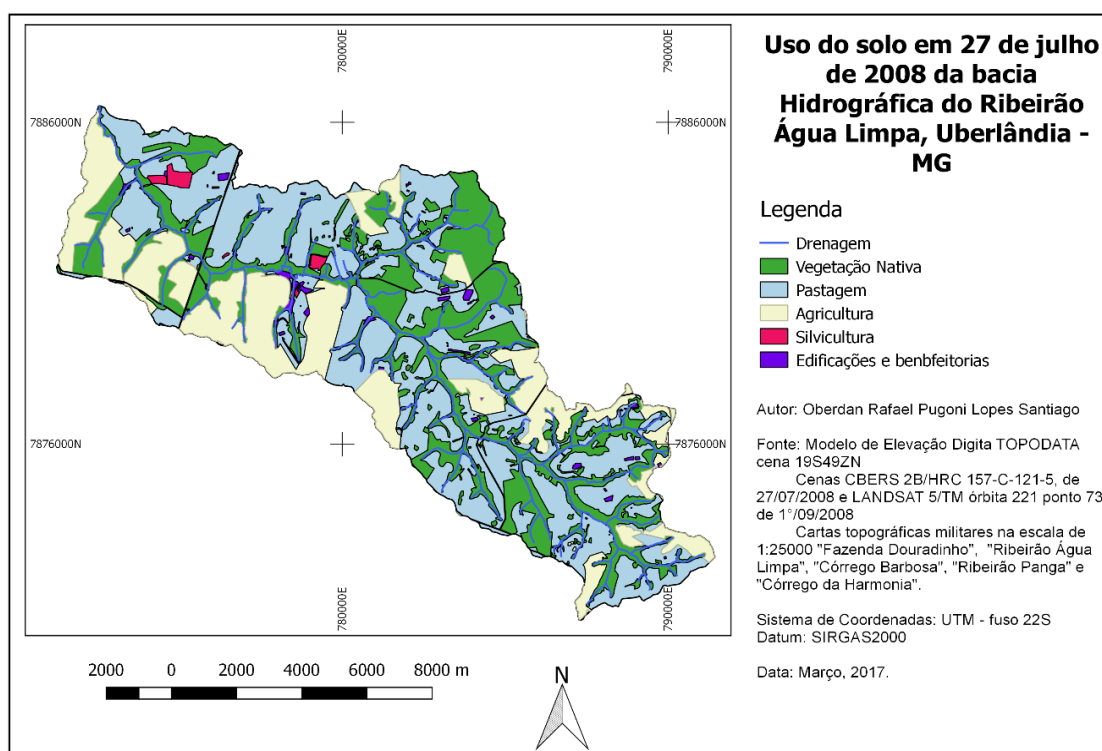 780000E
790000E
7886000N
7886000N
7876000N
7876000N
780000E
790000E
2000 0 2000 4000 6000 8000 m
N
Uso do solo em 27 de julho
de 2008 da bacia
Hidrográfica do Ribeirão
Água Limpa, Uberlândia -
MG
Legenda
Drenagem
Vegetação Nativa
Pastagem
Agricultura
Silvicultura
Edificações e benbfeitorias
Autor: Oberdan Rafael Pugoni Lopes Santiago
Fonte: Modelo de Elevação Digita TOPODATA
cena 19S49ZN
Cenas CBERS 2B/HRC 157-C-121-5, de
27/07/2008 e LANDSAT 5/TM órbita 221 ponto 73
de 1°/09/2008
Cartas topográficas militares na escala de
1:25000 "Fazenda Douradinho", "Ribeirão Água
Limpa", "Córrego Barbosa", "Ribeirão Panga" e
"Córrego da Harmonia".
Sistema de Coordenadas: UTM - fuso 22S
Datum: SIRGAS2000
Data: Março, 2017.